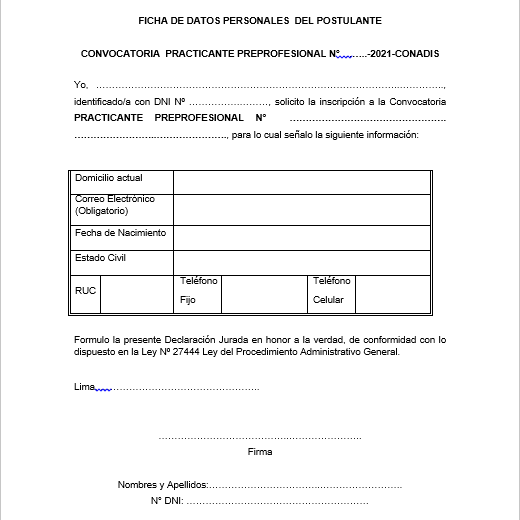 FICHA DE DATOS PERSONALES DEL POSTULANTE
CONVOCATORIA PRACTICANTE PREPROFESIONAL N°………-2021-CONADIS
Yo, ……………………………………………………………………………………………,
identificado/a con DNI Nº ……………………, solicito la inscripción a la Convocatoria
PRACTICANTE PREPROFESIONAL N° …………………………………………
………………………………………, para lo cual señalo la siguiente información:
Domicilio actual
Correo Electrónico
(Obligatorio)
Fecha de Nacimiento
Estado Civil
RUC
Teléfono
Fijo
Teléfono
Celular
Formulo la presente Declaración Jurada en honor a la verdad, de conformidad con lo
dispuesto en la Ley Nº 27444 Ley del Procedimiento Administrativo General.
Lima,…………………………………………
………………………………………………………
Firma
Nombres y Apellidos:……………………………………………………
N° DNI: ………………………………………………